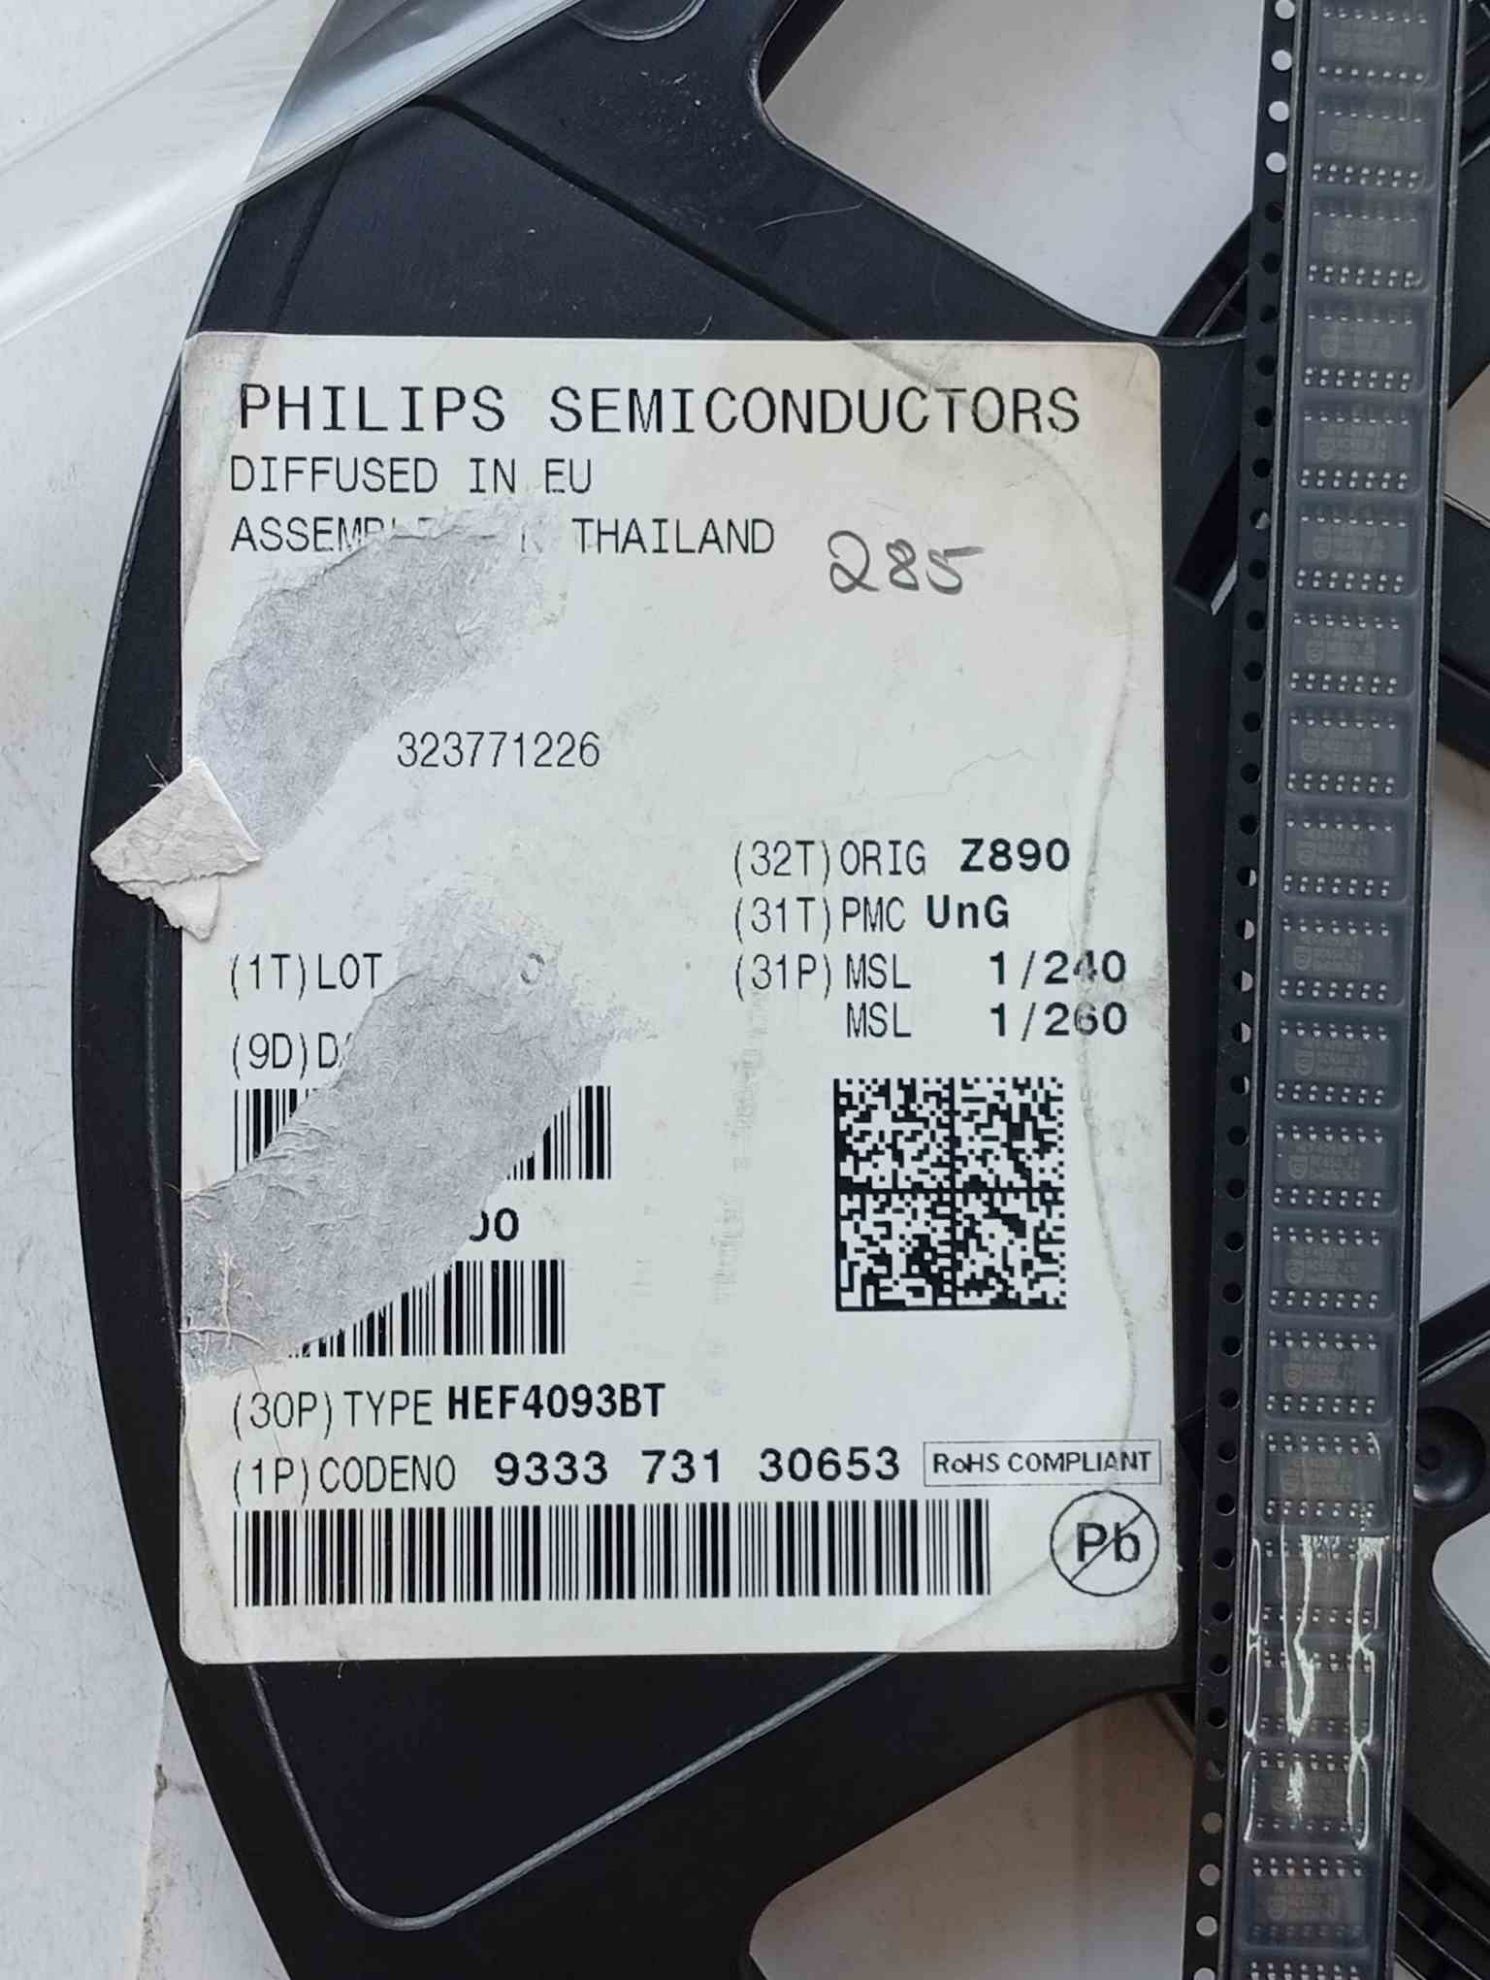 PHILIPS SEMICONDUCTORS
DIFFUSED IN EU
THAILAND
285
323771226
(32T)ORIG Z890
(31T)PMC UnG
(1T)LOT
(31P)MSL 1/240
MSL 1/260
(9D)
(30P)TYPE HEF4093BT
(1P)CODENO 9333 731 30653
RoHS COMPLIANT
Pb